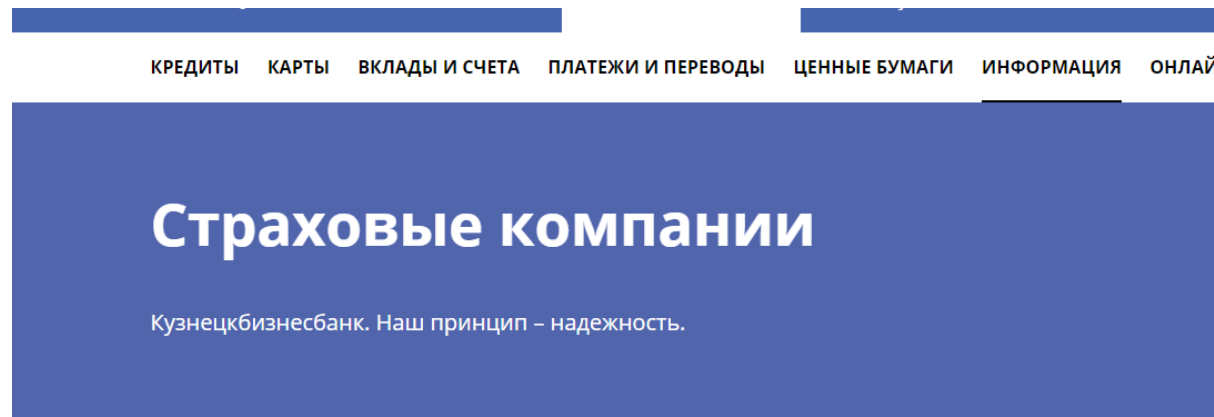 КРЕДИТЫ КАРТЫ ВКЛАДЫ И СЧЕТА ПЛАТЕЖИ И ПЕРЕВОДЫ ЦЕННЫЕ БУМАГИ ИНФОРМАЦИЯ
Страховые компании
Кузнецкбизнесбанк. Наш принцип – надежность.